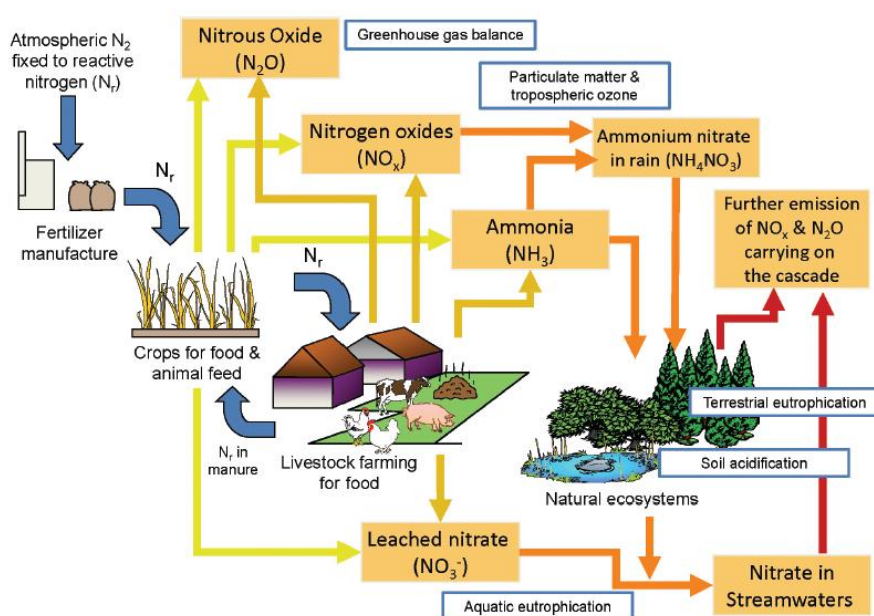 Atmospheric N₂
fixed to reactive
nitrogen (Nᵣ)
Nitrous Oxide
(N₂O)
Greenhouse gas balance
Particulate matter &
tropospheric ozone
Nitrogen oxides
(NOₓ)
Ammonium nitrate
in rain (NH₄NO₃)
Nᵣ
Fertilizer
manufacture
Ammonia
(NH₃)
Further emission
of NOₓ & N₂O
carrying on
the cascade
Nᵣ
Crops for food &
animal feed
Terrestrial eutrophication
Nᵣ in
manure
Livestock farming
for food
Soil acidification
Natural ecosystems
Leached nitrate
(NO₃⁻)
Nitrate in
Streamwaters
Aquatic eutrophication